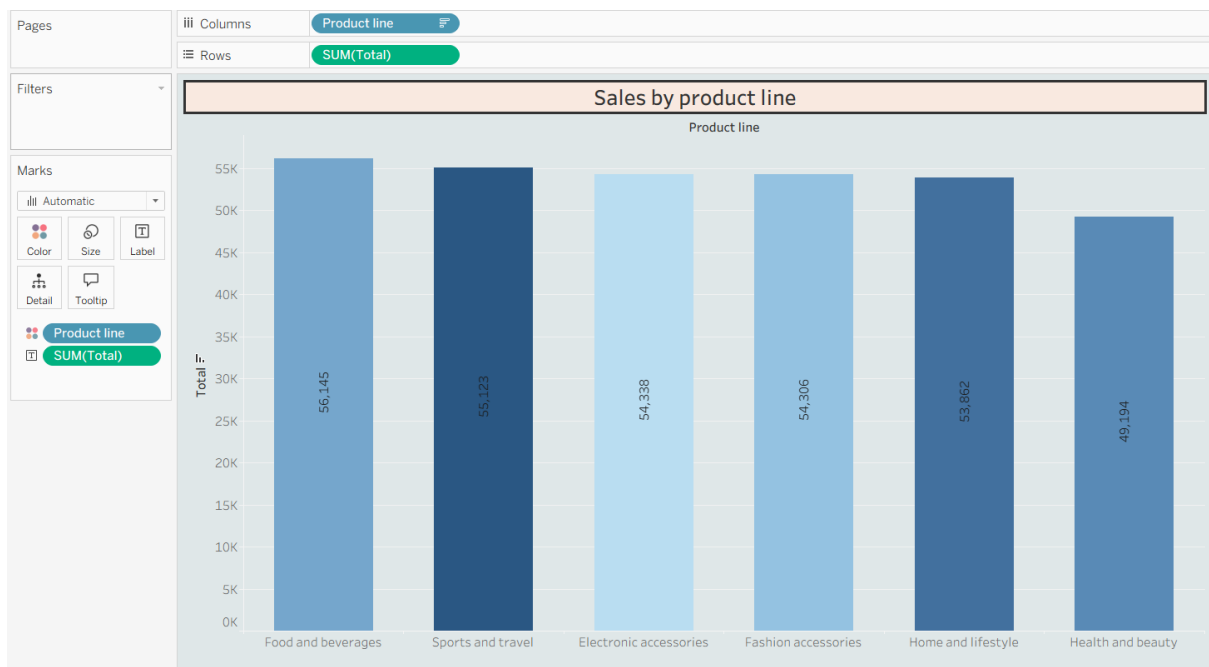 Pages
Columns
Product line
Rows
SUM(Total)
Filters
Marks
Automatic
Color
Size
Label
Detail
Tooltip
Product line
SUM(Total)
Sales by product line
Product line
Total
55K
50K
45K
40K
35K
30K
25K
20K
15K
10K
5K
0K
56,145
55,123
54,338
54,306
53,862
49,194
Food and beverages
Sports and travel
Electronic accessories
Fashion accessories
Home and lifestyle
Health and beauty